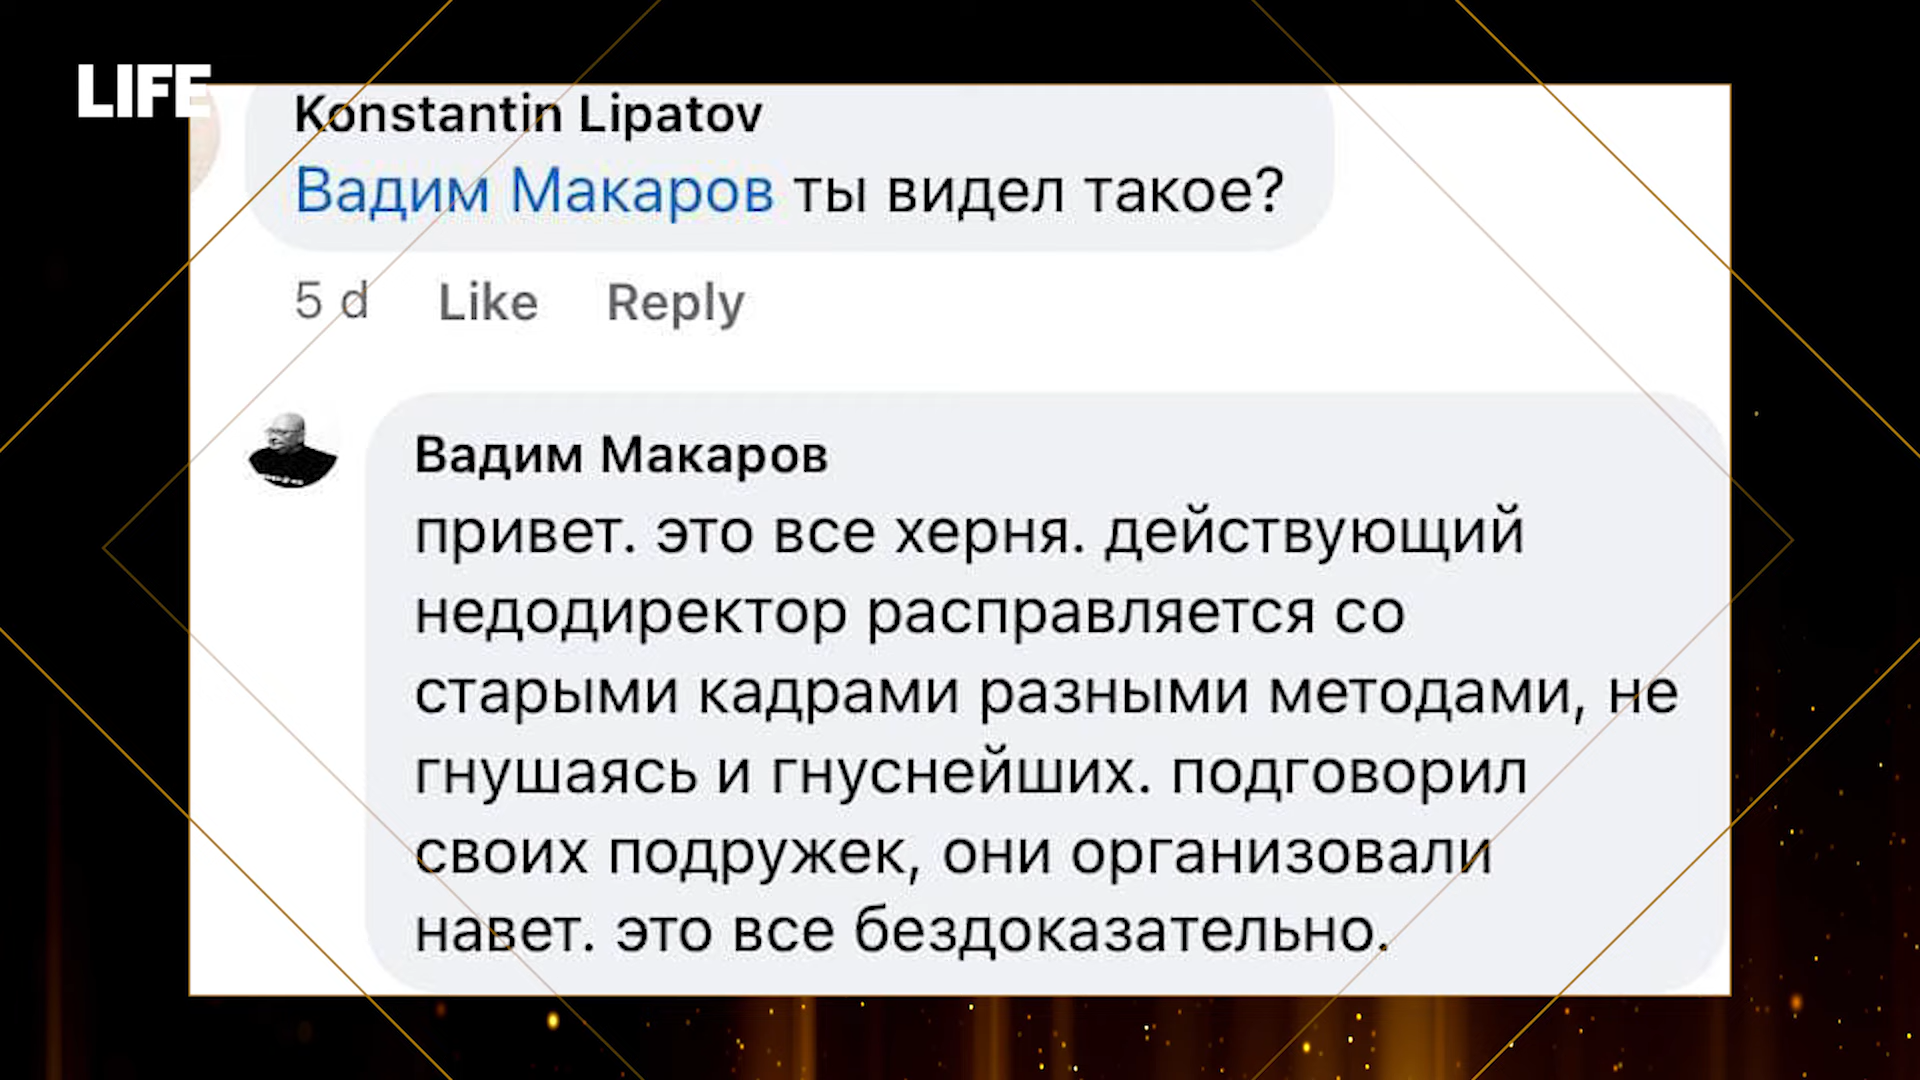 LIFE
Konstantin Lipatov
Вадим Макаров ты видел такое?
5 d Like Reply
Вадим Макаров
привет. это все херня. действующий
недодиректор расправляется со
старыми кадрами разными методами, не
гнушаясь и гнуснейших. подговорил
своих подружек, они организовали
навет. это все бездоказательно.